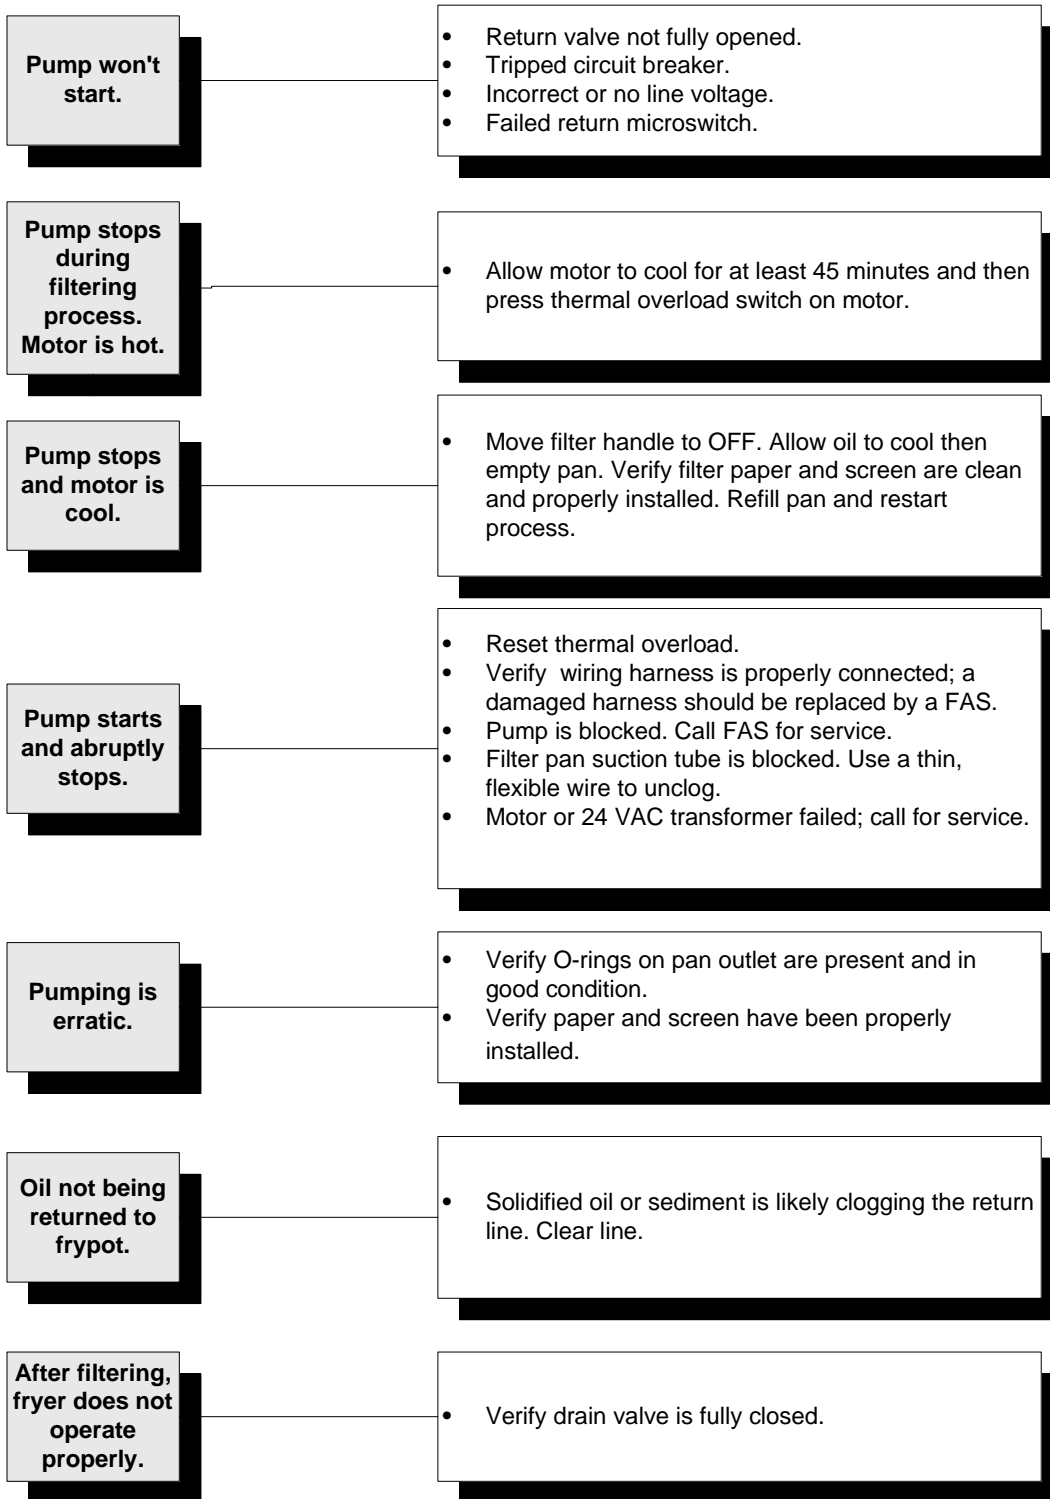 Pump won't
start.
• Return valve not fully opened.
• Tripped circuit breaker.
• Incorrect or no line voltage.
• Failed return microswitch.
Pump stops
during
filtering
process.
Motor is hot.
• Allow motor to cool for at least 45 minutes and then
press thermal overload switch on motor.
Pump stops
and motor is
cool.
• Move filter handle to OFF. Allow oil to cool then
empty pan. Verify filter paper and screen are clean
and properly installed. Refill pan and restart
process.
Pump starts
and abruptly
stops.
• Reset thermal overload.
• Verify  wiring harness is properly connected; a
damaged harness should be replaced by a FAS.
• Pump is blocked. Call FAS for service.
• Filter pan suction tube is blocked. Use a thin,
flexible wire to unclog.
• Motor or 24 VAC transformer failed; call for service.
Pumping is
erratic.
• Verify O-rings on pan outlet are present and in
good condition.
• Verify paper and screen have been properly
installed.
Oil not being
returned to
frypot.
• Solidified oil or sediment is likely clogging the return
line. Clear line.
After filtering,
fryer does not
operate
properly.
• Verify drain valve is fully closed.